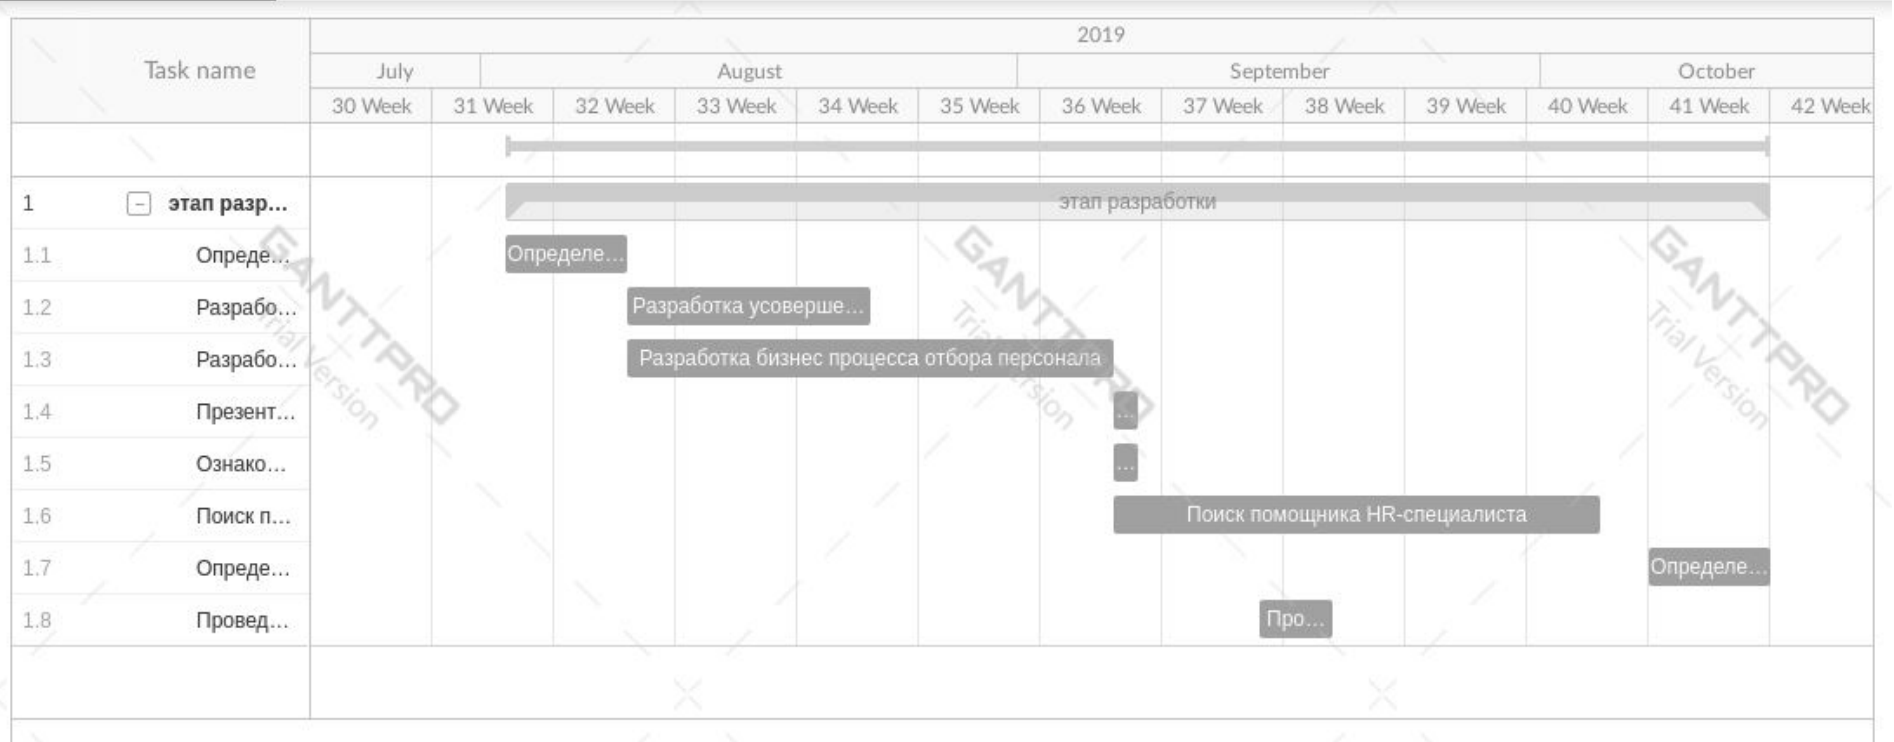 2019
Task name
July August September October
30 Week 31 Week 32 Week 33 Week 34 Week 35 Week 36 Week 37 Week 38 Week 39 Week 40 Week 41 Week 42 Week
1 этап разр... этап разработки
1.1 Опреде... Определе...
1.2 Разрабо... Разработка усоверше...
1.3 Разрабо... Разработка бизнес процесса отбора персонала
1.4 Презент... ...
1.5 Ознако... ...
1.6 Поиск п... Поиск помощника HR-специалиста
1.7 Опреде... Определе...
1.8 Провед... Про...
GANTTPRO
Trial Version
GANTTPRO
Trial Version
GANTTPRO
Trial Version